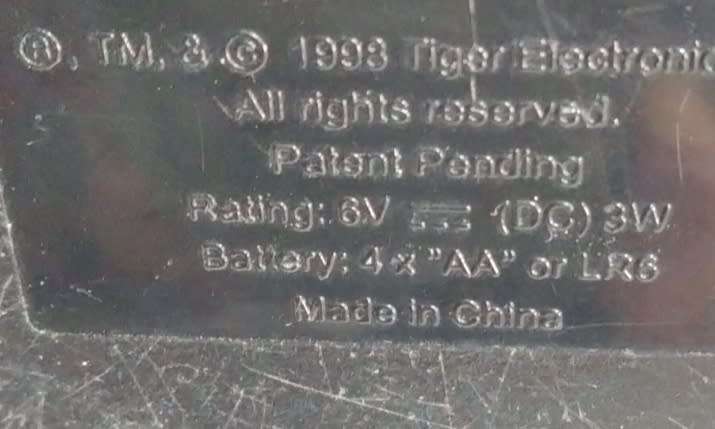 ®, TM, & © 1998 Tiger Electronic
All rights reserved.
Patent Pending
Rating: 6V ⎓ (DC) 3W
Battery: 4 x "AA" or LR6
Made in China